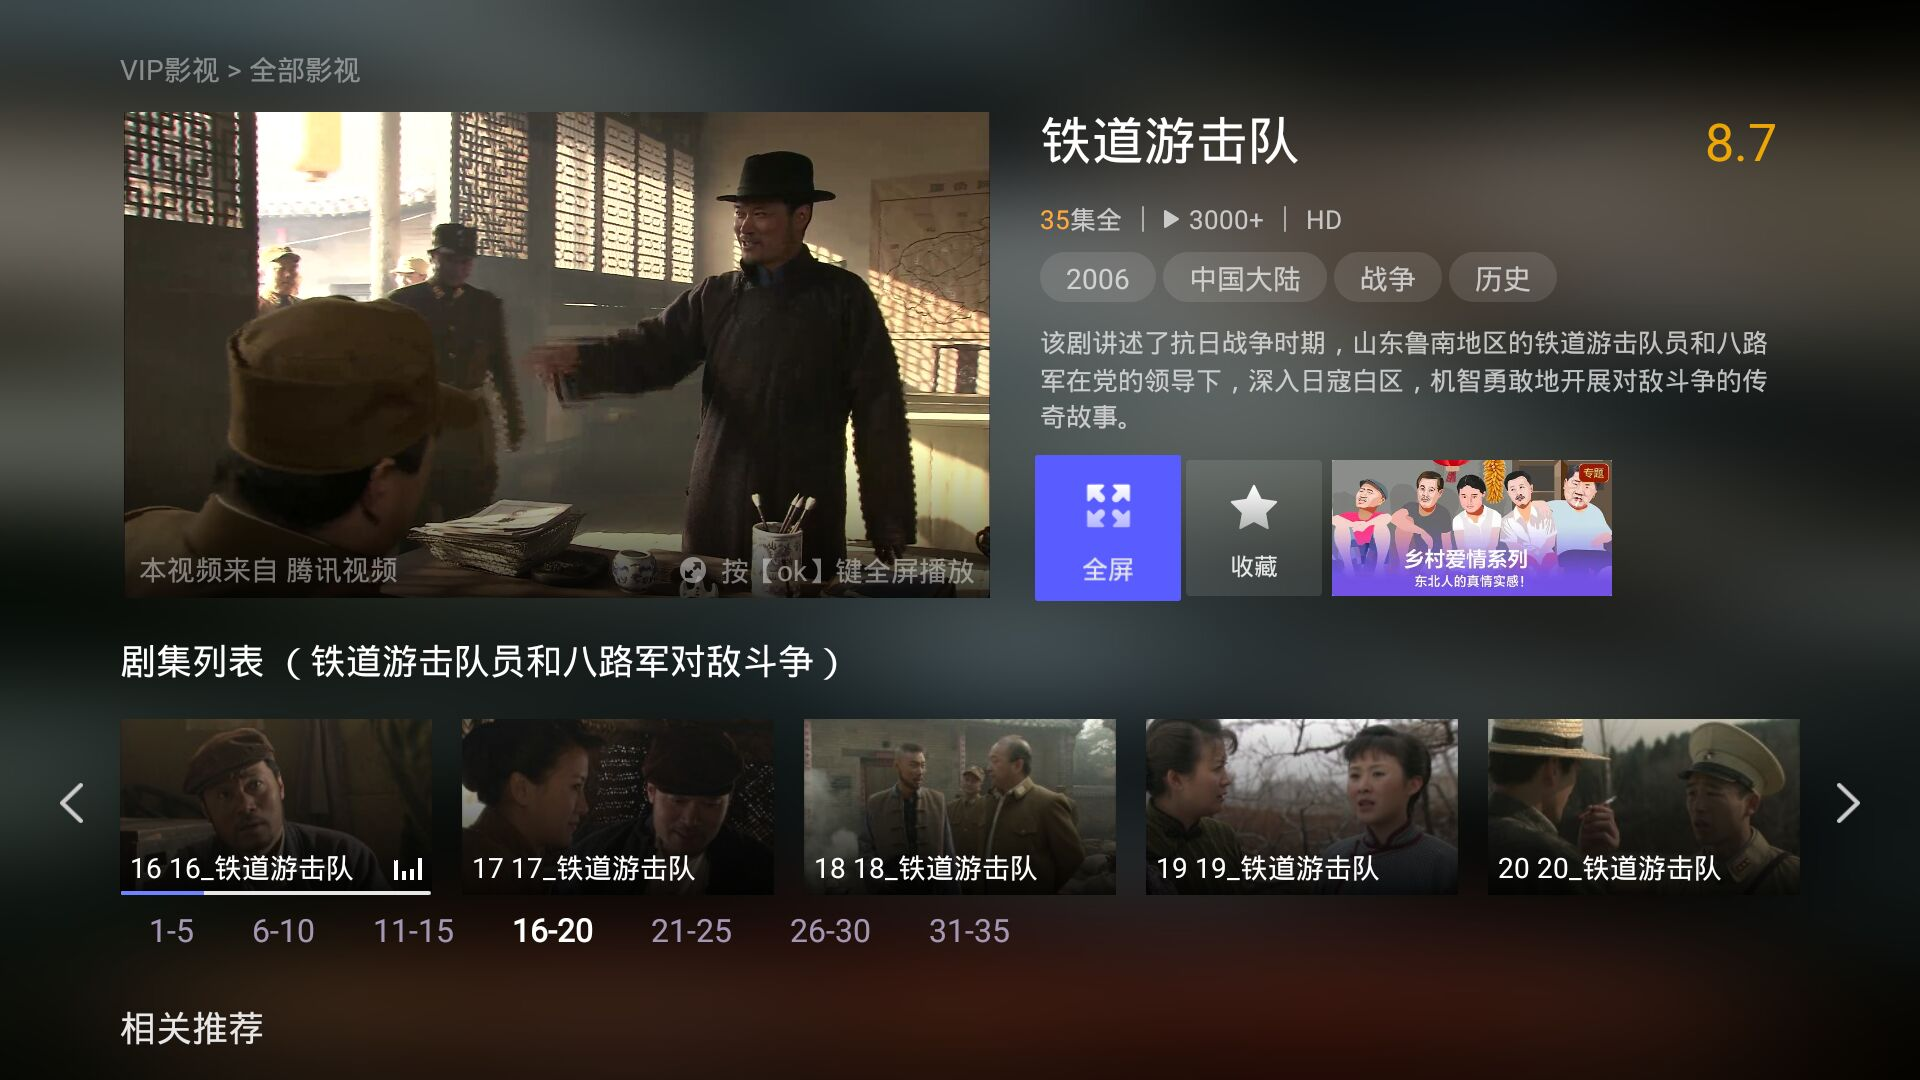 VIP影视 > 全部影视
铁道游击队
8.7
35集全 | 3000+ | HD
2006 中国大陆 战争 历史
该剧讲述了抗日战争时期，山东鲁南地区的铁道游击队员和八路
军在党的领导下，深入日寇白区，机智勇敢地开展对敌斗争的传
奇故事。
本视频来自 腾讯视频
按【ok】键全屏播放
全屏
收藏
专题
乡村爱情系列
东北人的真情实感！
剧集列表 （铁道游击队员和八路军对敌斗争）
16 16_铁道游击队
17 17_铁道游击队
18 18_铁道游击队
19 19_铁道游击队
20 20_铁道游击队
1-5 6-10 11-15 16-20 21-25 26-30 31-35
相关推荐